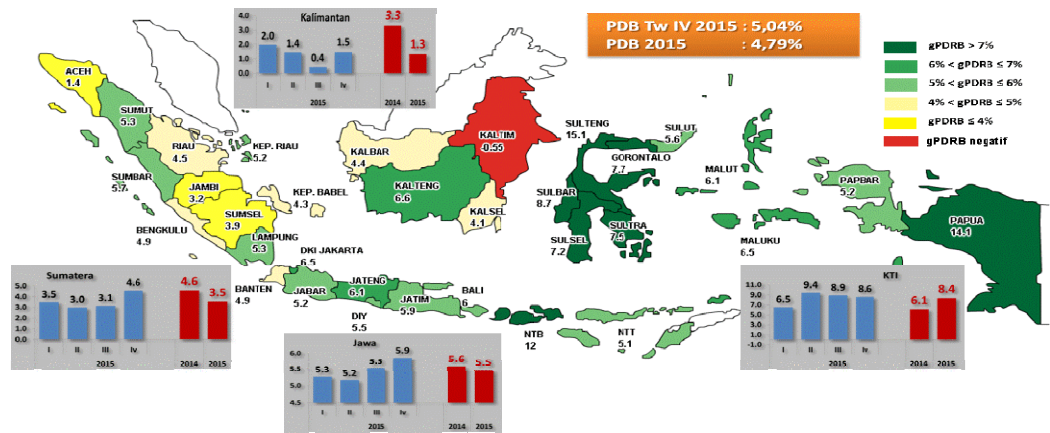 Kalimantan
4.0
3.0
2.0
1.0
0.0
2.0
1.4
0.4
1.5
3.3
1.3
I
II
III
Iv
2015
2014
2015
PDB Tw IV 2015 : 5,04%
PDB 2015 : 4,79%
gPDRB > 7%
6% < gPDRB ≤ 7%
5% < gPDRB ≤ 6%
4% < gPDRB ≤ 5%
gPDRB ≤ 4%
gPDRB negatif
ACEH
1.4
SUMUT
5.3
RIAU
4.5
KEP. RIAU
5.2
SUMBAR
5.7
JAMBI
3.2
KEP. BABEL
4.3
SUMSEL
3.9
BENGKULU
4.9
LAMPUNG
5.3
DKI JAKARTA
6.5
BANTEN
4.9
JABAR
5.2
JATENG
6.1
DIY
5.5
JATIM
5.9
BALI
6
NTB
12
NTT
5.1
KALBAR
4.4
KALTENG
6.6
KALTIM
-0.55
KALSEL
4.1
SULTENG
15.1
SULUT
5.6
GORONTALO
7.7
SULBAR
8.7
SULSEL
7.2
SULTRA
7.5
MALUT
6.1
MALUKU
6.5
PAPBAR
5.2
PAPUA
14.1
Sumatera
5.0
4.0
3.0
2.0
1.0
0.0
3.5
3.0
3.1
4.6
4.6
3.5
I
II
III
Iv
2015
2014
2015
Jawa
6.0
5.5
5.0
4.5
5.3
5.2
5.5
5.9
5.6
5.5
I
II
III
Iv
2015
2014
2015
KTI
11.0
9.0
7.0
5.0
3.0
1.0
-1.0
6.5
9.4
8.9
8.6
6.1
8.4
I
II
III
Iv
2015
2014
2015